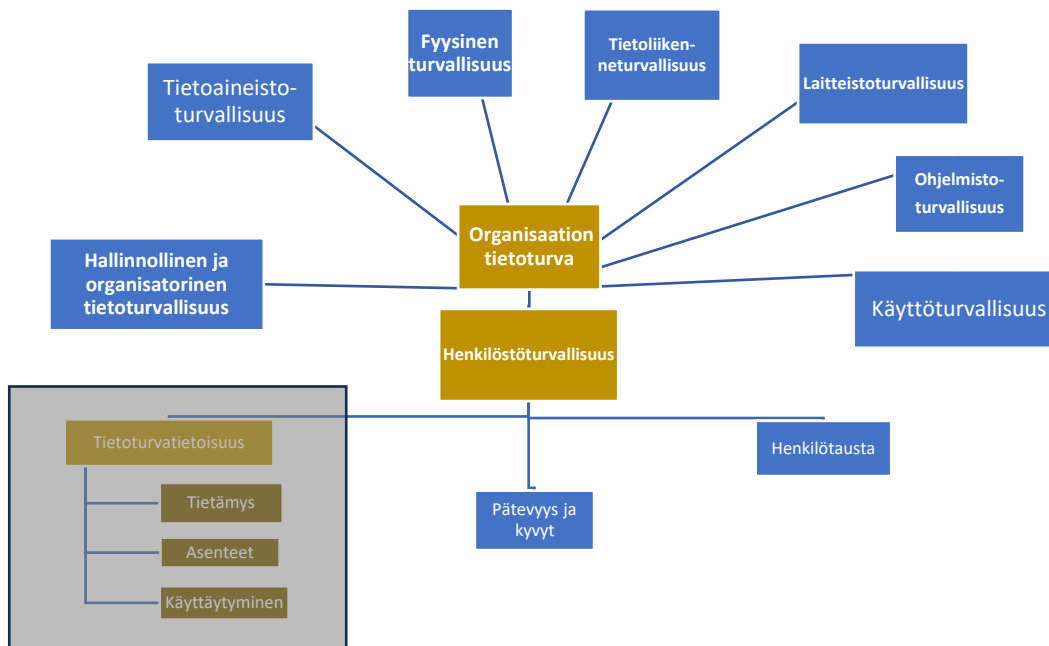 Fyysinen
turvallisuus
Tietoliiken-
neturvallisuus
Laitteistoturvallisuus
Tietoaineisto-
turvallisuus
Ohjelmisto-
turvallisuus
Organisaation
tietoturva
Hallinnollinen ja
organisatorinen
tietoturvallisuus
Käyttöturvallisuus
Henkilöstöturvallisuus
Tietoturvatietoisuus
Henkilötausta
Tietämys
Pätevyys ja
kyvyt
Asenteet
Käyttäytyminen